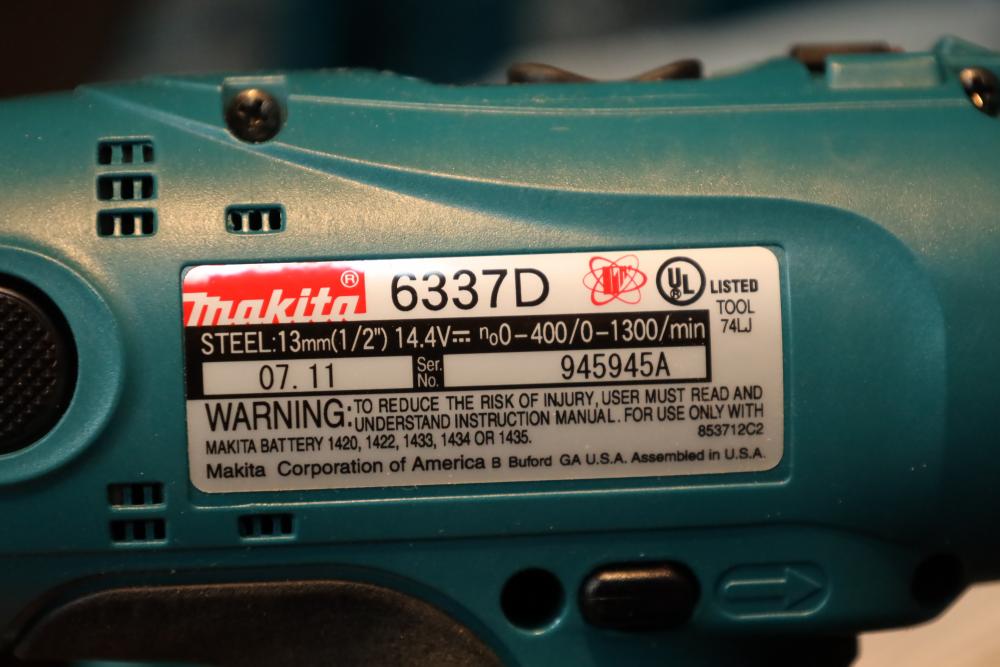 makita® 6337D UL® LISTED
TOOL
74LJ
STEEL:13mm(1/2") 14.4V⎓ n₀0-400/0-1300/min
07.11 Ser. No. 945945A
WARNING: TO REDUCE THE RISK OF INJURY, USER MUST READ AND
UNDERSTAND INSTRUCTION MANUAL. FOR USE ONLY WITH
MAKITA BATTERY 1420, 1422, 1433, 1434 OR 1435.
853712C2
Makita Corporation of America B Buford GA U.S.A. Assembled in U.S.A.